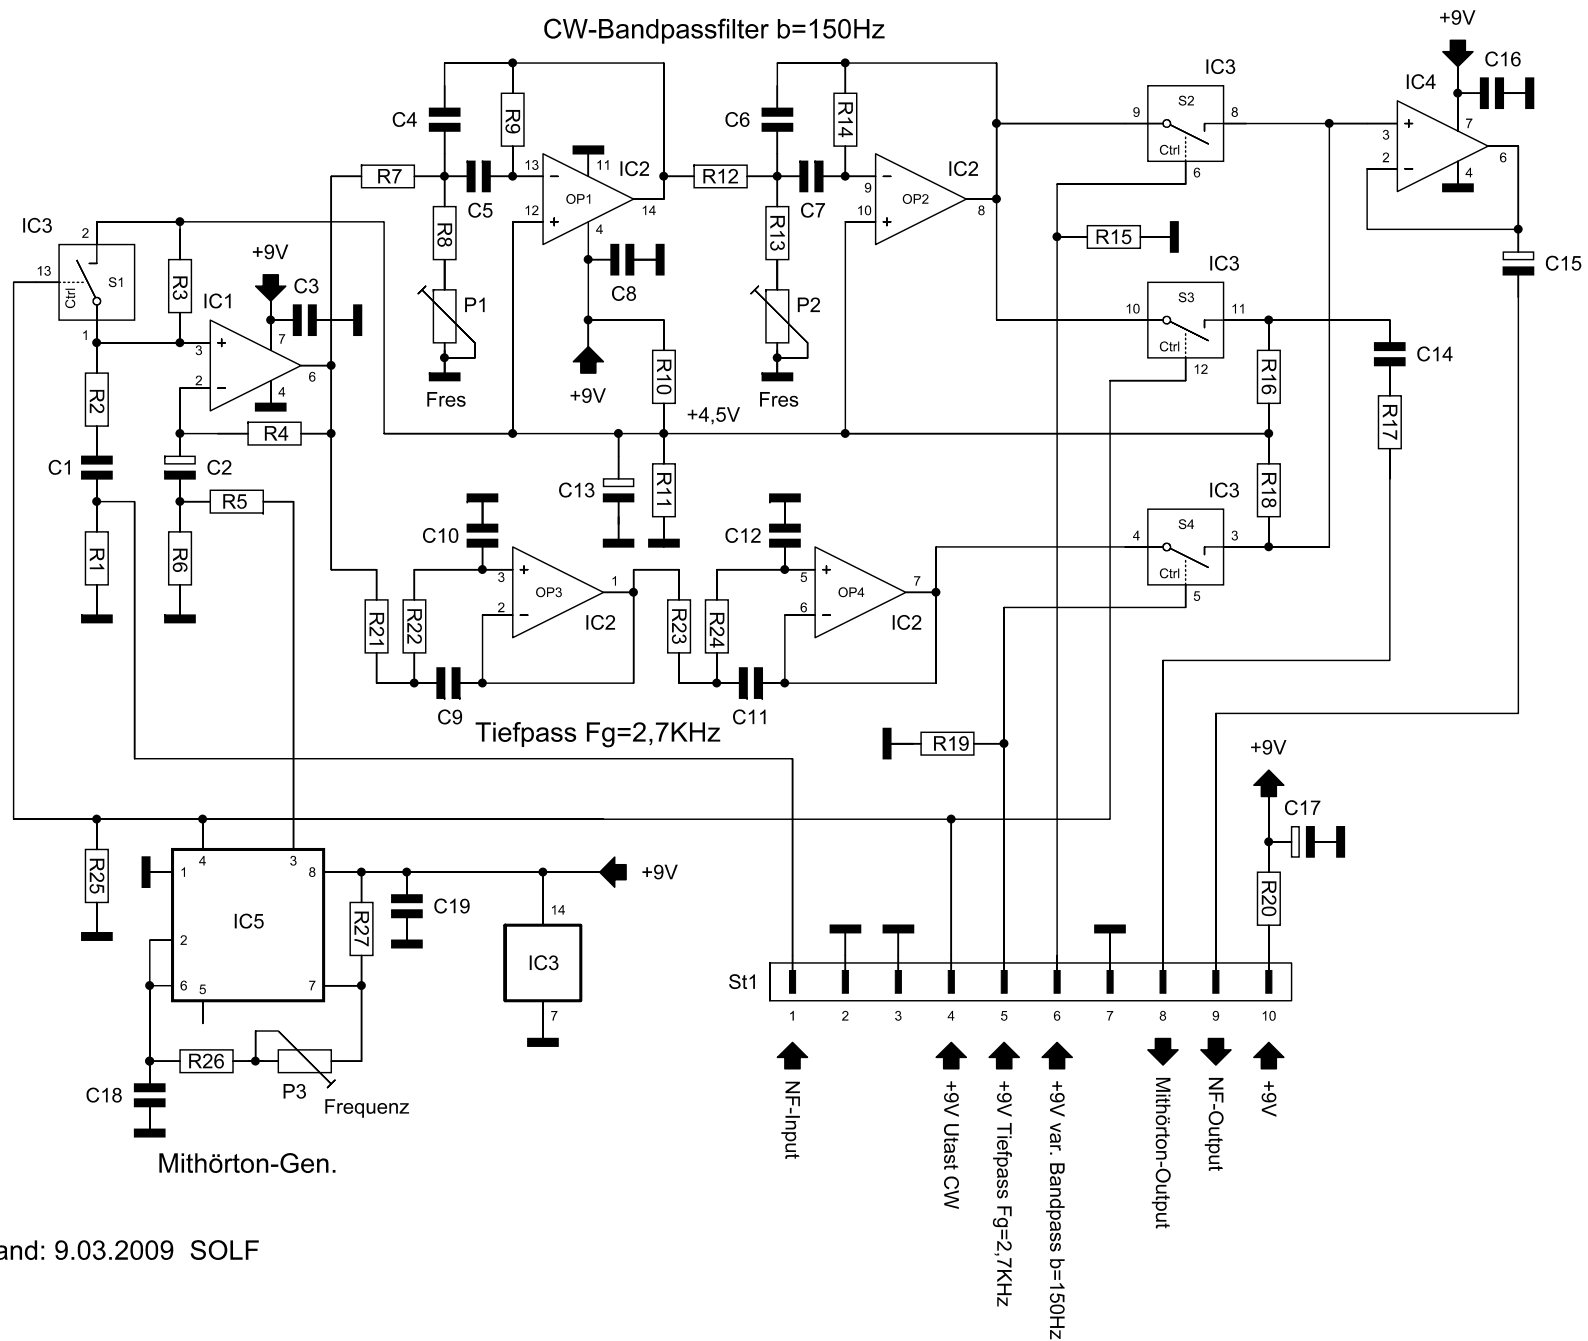 CW-Bandpassfilter b=150Hz
+9V
C16
IC3
IC4
S2
9
8
Ctrl
6
+
3
7
2
−
6
4
C4
R9
C6
R14
R7
C5
13
−
11
IC2
OP1
12
+
14
4
R12
C7
−
9
IC2
OP2
10
+
8
R8
R13
R15
C15
IC3
2
13
Ctrl
S1
1
R3
+9V
C3
IC1
3
+
7
2
−
6
4
C8
P1
P2
+9V
Fres
Fres
R10
+4,5V
IC3
S3
10
11
Ctrl
12
C14
R16
R17
R2
R4
C1
C2
R5
R1
R6
C13
R11
R18
C10
3
+
1
OP3
2
−
IC2
C12
5
+
7
OP4
6
−
IC2
IC3
S4
4
3
Ctrl
5
R21
R22
C9
R23
R24
C11
Tiefpass Fg=2,7KHz
R19
+9V
C17
R20
R25
4
3
1
8
IC5
2
6
5
7
R27
C19
+9V
14
IC3
7
R26
P3
Frequenz
C18
Mithörton-Gen.
St1
1
2
3
4
5
6
7
8
9
10
NF-Input
+9V Utast CW
+9V Tiefpass Fg=2,7KHz
+9V var. Bandpass b=150Hz
Mithörton-Output
NF-Output
+9V
and: 9.03.2009 SOLF